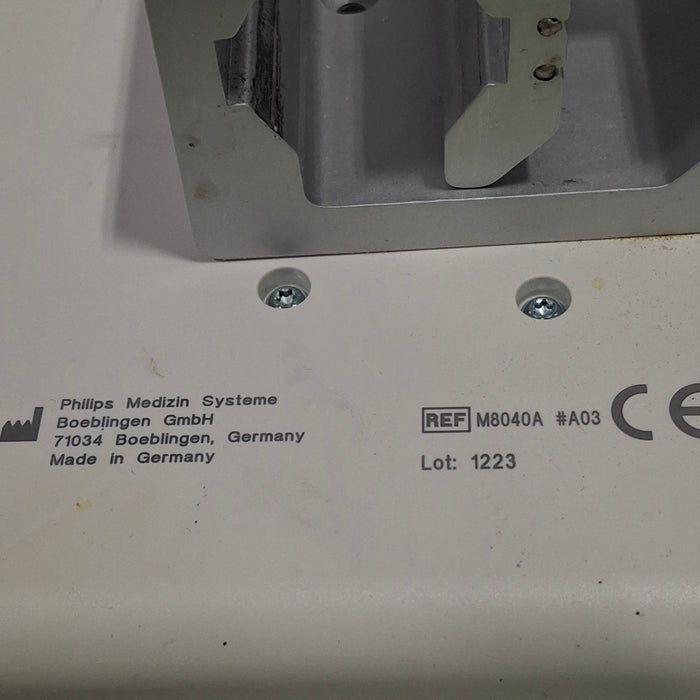 Philips Medizin Systeme
Boeblingen GmbH
71034 Boeblingen, Germany
Made in Germany
REF M8040A #A03 CE
Lot: 1223